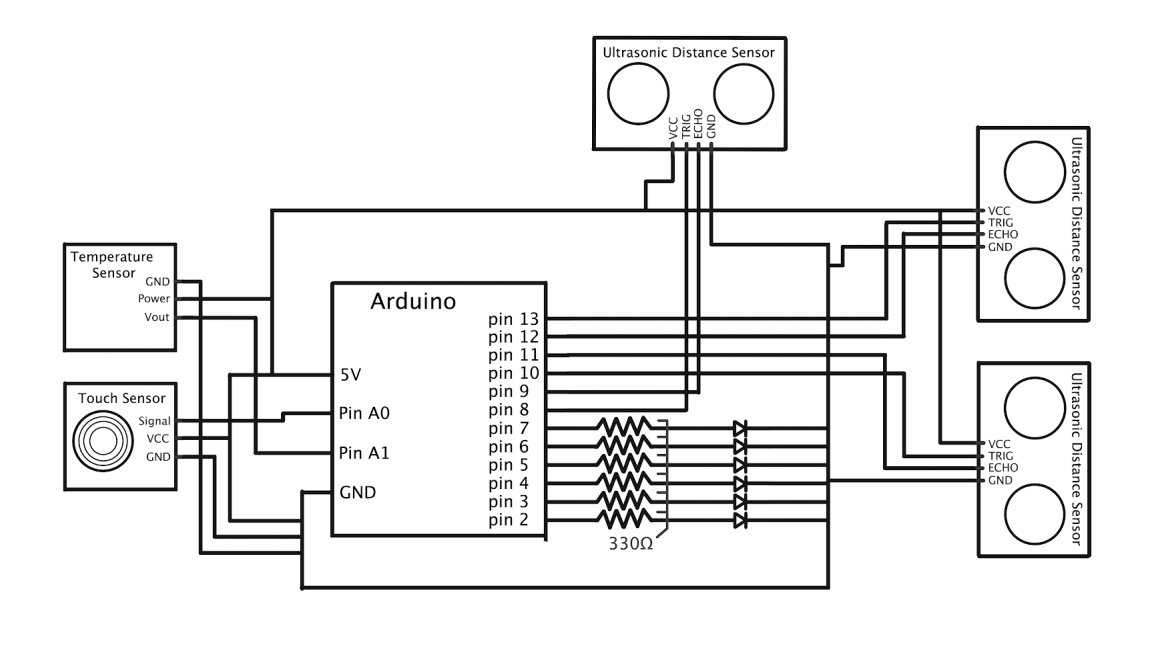 Ultrasonic Distance Sensor
VCC
TRIG
ECHO
GND
Ultrasonic Distance Sensor
VCC
TRIG
ECHO
GND
Temperature
Sensor
GND
Power
Vout
Arduino
pin 13
pin 12
pin 11
pin 10
pin 9
pin 8
pin 7
pin 6
pin 5
pin 4
pin 3
pin 2
5V
Pin A0
Pin A1
GND
Touch Sensor
Signal
VCC
GND
Ultrasonic Distance Sensor
VCC
TRIG
ECHO
GND
330Ω